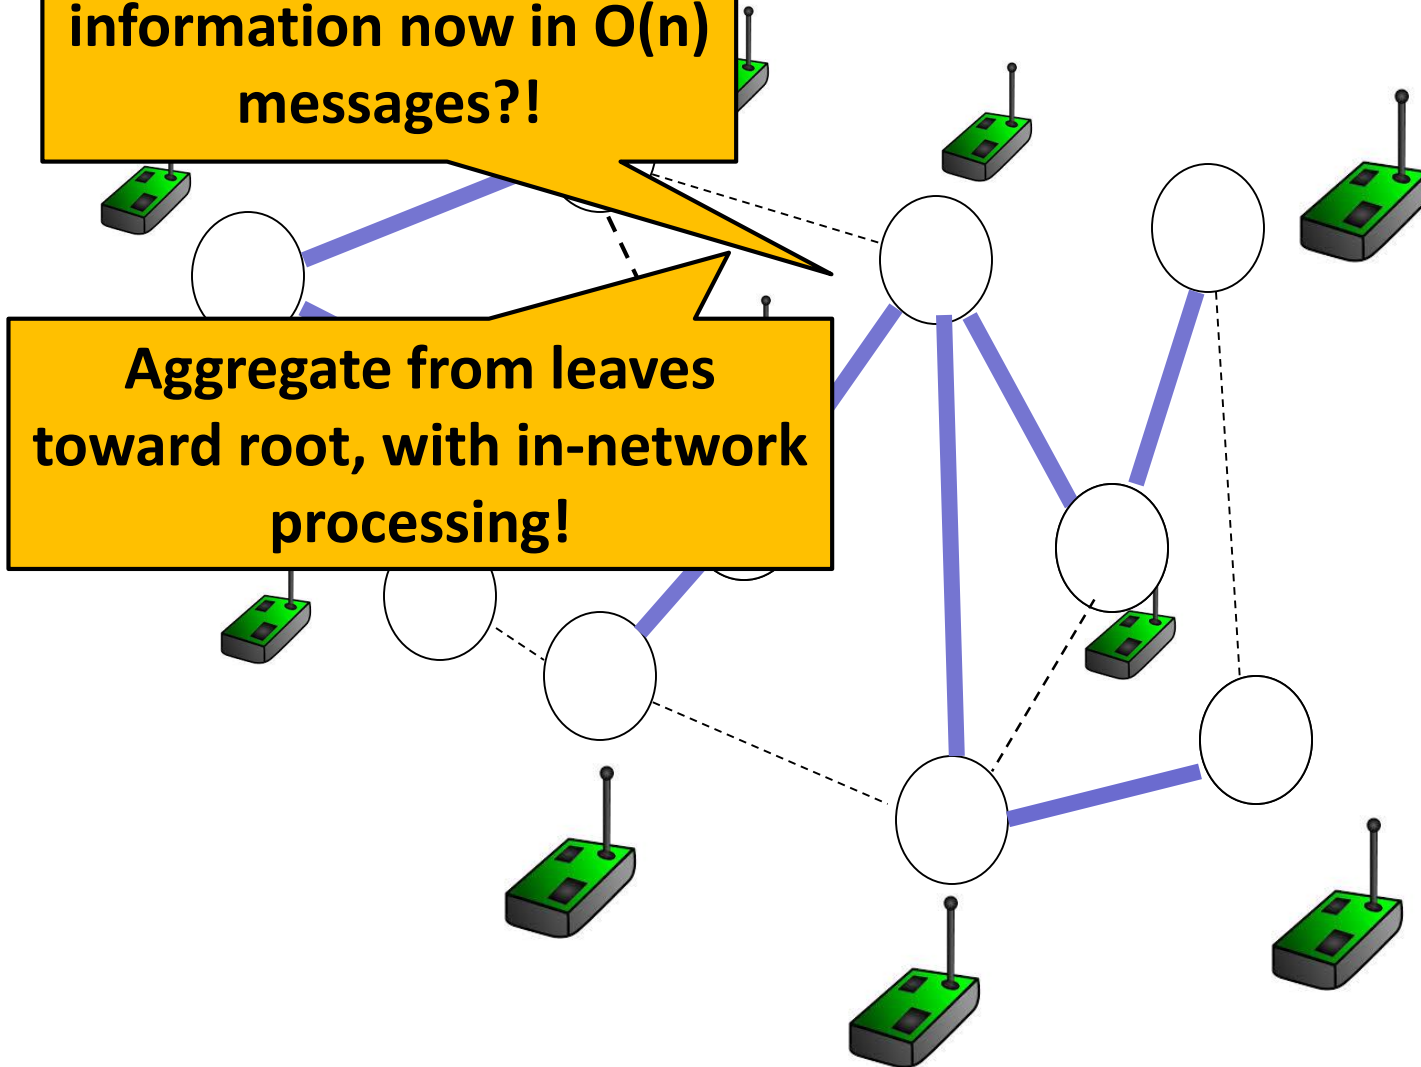 information now in O(n)
messages?!
Aggregate from leaves
toward root, with in-network
processing!